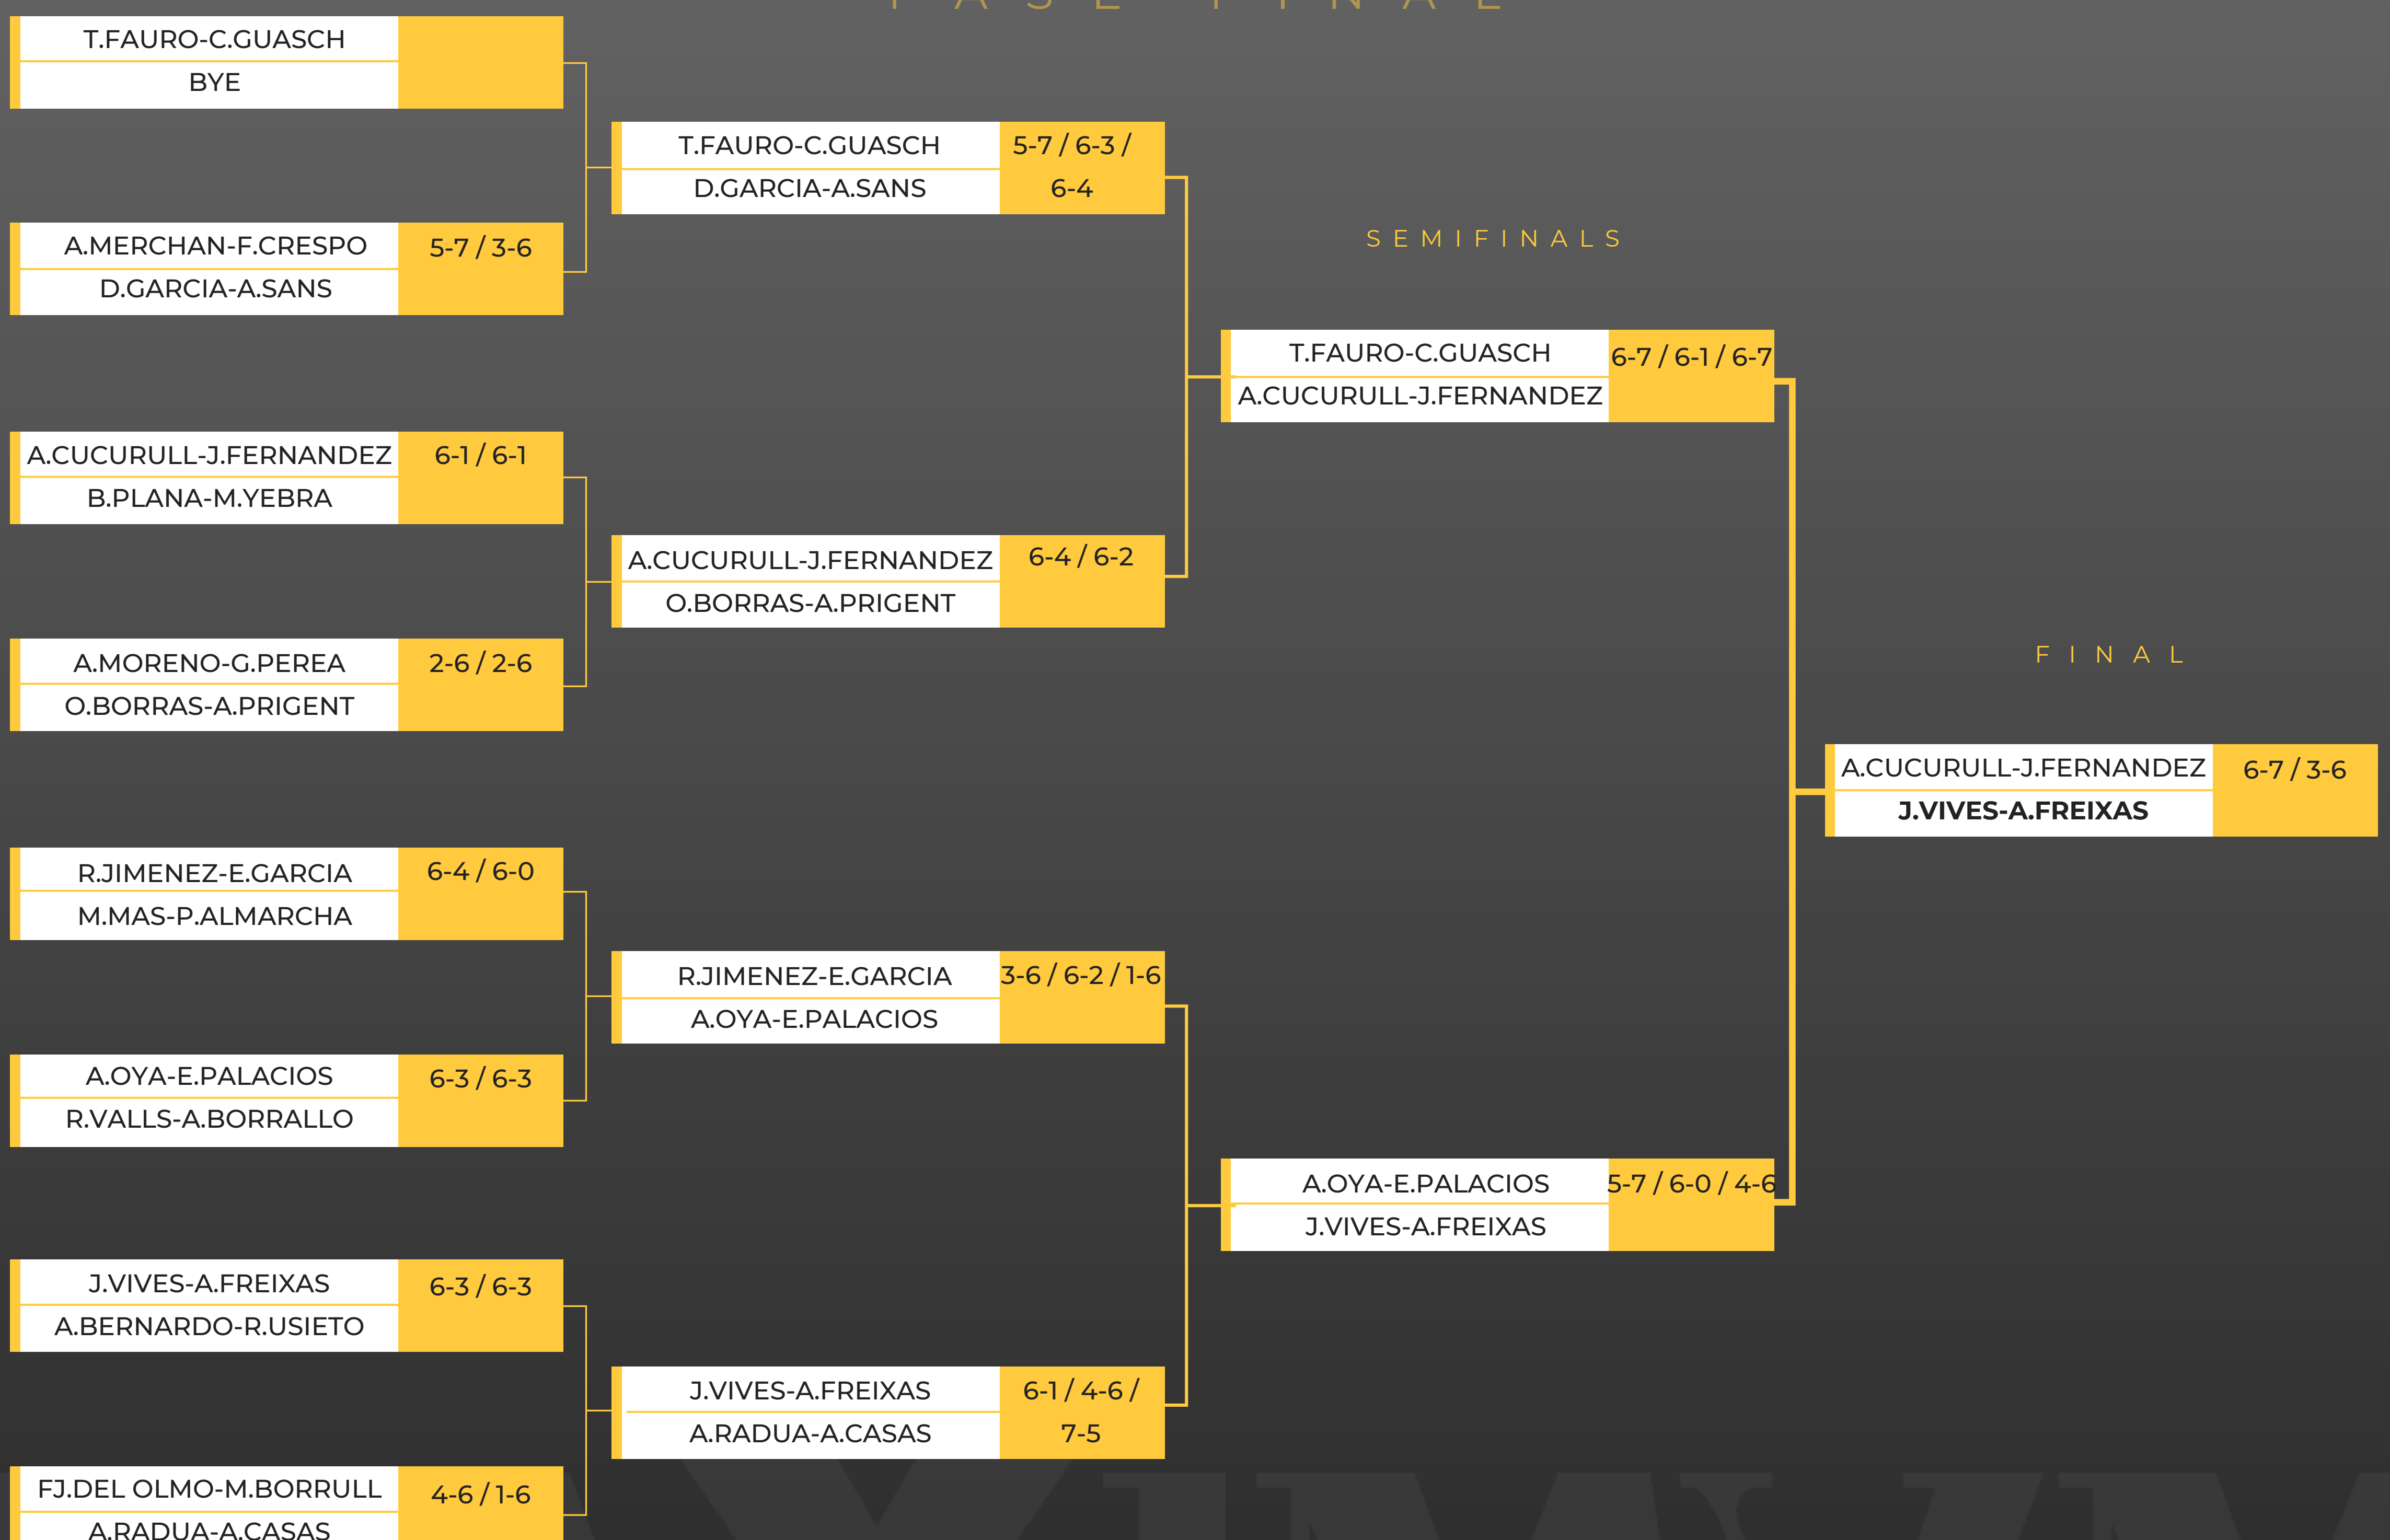 FASE FINAL
T.FAURO-C.GUASCH
BYE
A.MERCHAN-F.CRESPO 5-7 / 3-6
D.GARCIA-A.SANS
A.CUCURULL-J.FERNANDEZ 6-1 / 6-1
B.PLANA-M.YEBRA
A.MORENO-G.PEREA 2-6 / 2-6
O.BORRAS-A.PRIGENT
R.JIMENEZ-E.GARCIA 6-4 / 6-0
M.MAS-P.ALMARCHA
A.OYA-E.PALACIOS 6-3 / 6-3
R.VALLS-A.BORRALLO
J.VIVES-A.FREIXAS 6-3 / 6-3
A.BERNARDO-R.USIETO
FJ.DEL OLMO-M.BORRULL 4-6 / 1-6
A.RADUA-A.CASAS
T.FAURO-C.GUASCH 5-7 / 6-3 /
D.GARCIA-A.SANS 6-4
A.CUCURULL-J.FERNANDEZ 6-4 / 6-2
O.BORRAS-A.PRIGENT
R.JIMENEZ-E.GARCIA 3-6 / 6-2 / 1-6
A.OYA-E.PALACIOS
J.VIVES-A.FREIXAS 6-1 / 4-6 /
A.RADUA-A.CASAS 7-5
SEMIFINALS
T.FAURO-C.GUASCH 6-7 / 6-1 / 6-7
A.CUCURULL-J.FERNANDEZ
A.OYA-E.PALACIOS 5-7 / 6-0 / 4-6
J.VIVES-A.FREIXAS
FINAL
A.CUCURULL-J.FERNANDEZ 6-7 / 3-6
J.VIVES-A.FREIXAS